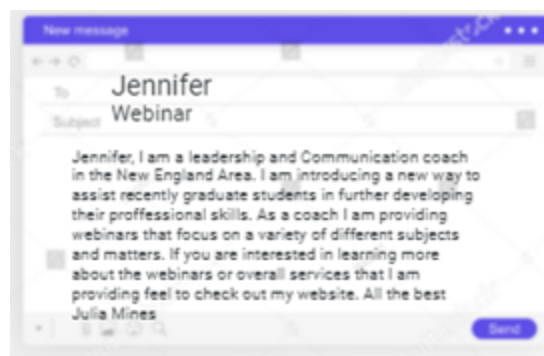 New message
To Jennifer
Subject Webinar
Jennifer, I am a leadership and Communication coach
in the New England Area. I am introducing a new way to
assist recently graduate students in further developing
their proffessional skills. As a coach I am providing
webinars that focus on a variety of different subjects
and matters. If you are interested in learning more
about the webinars or overall services that I am
providing feel to check out my website. All the best
Julia Mines
Send